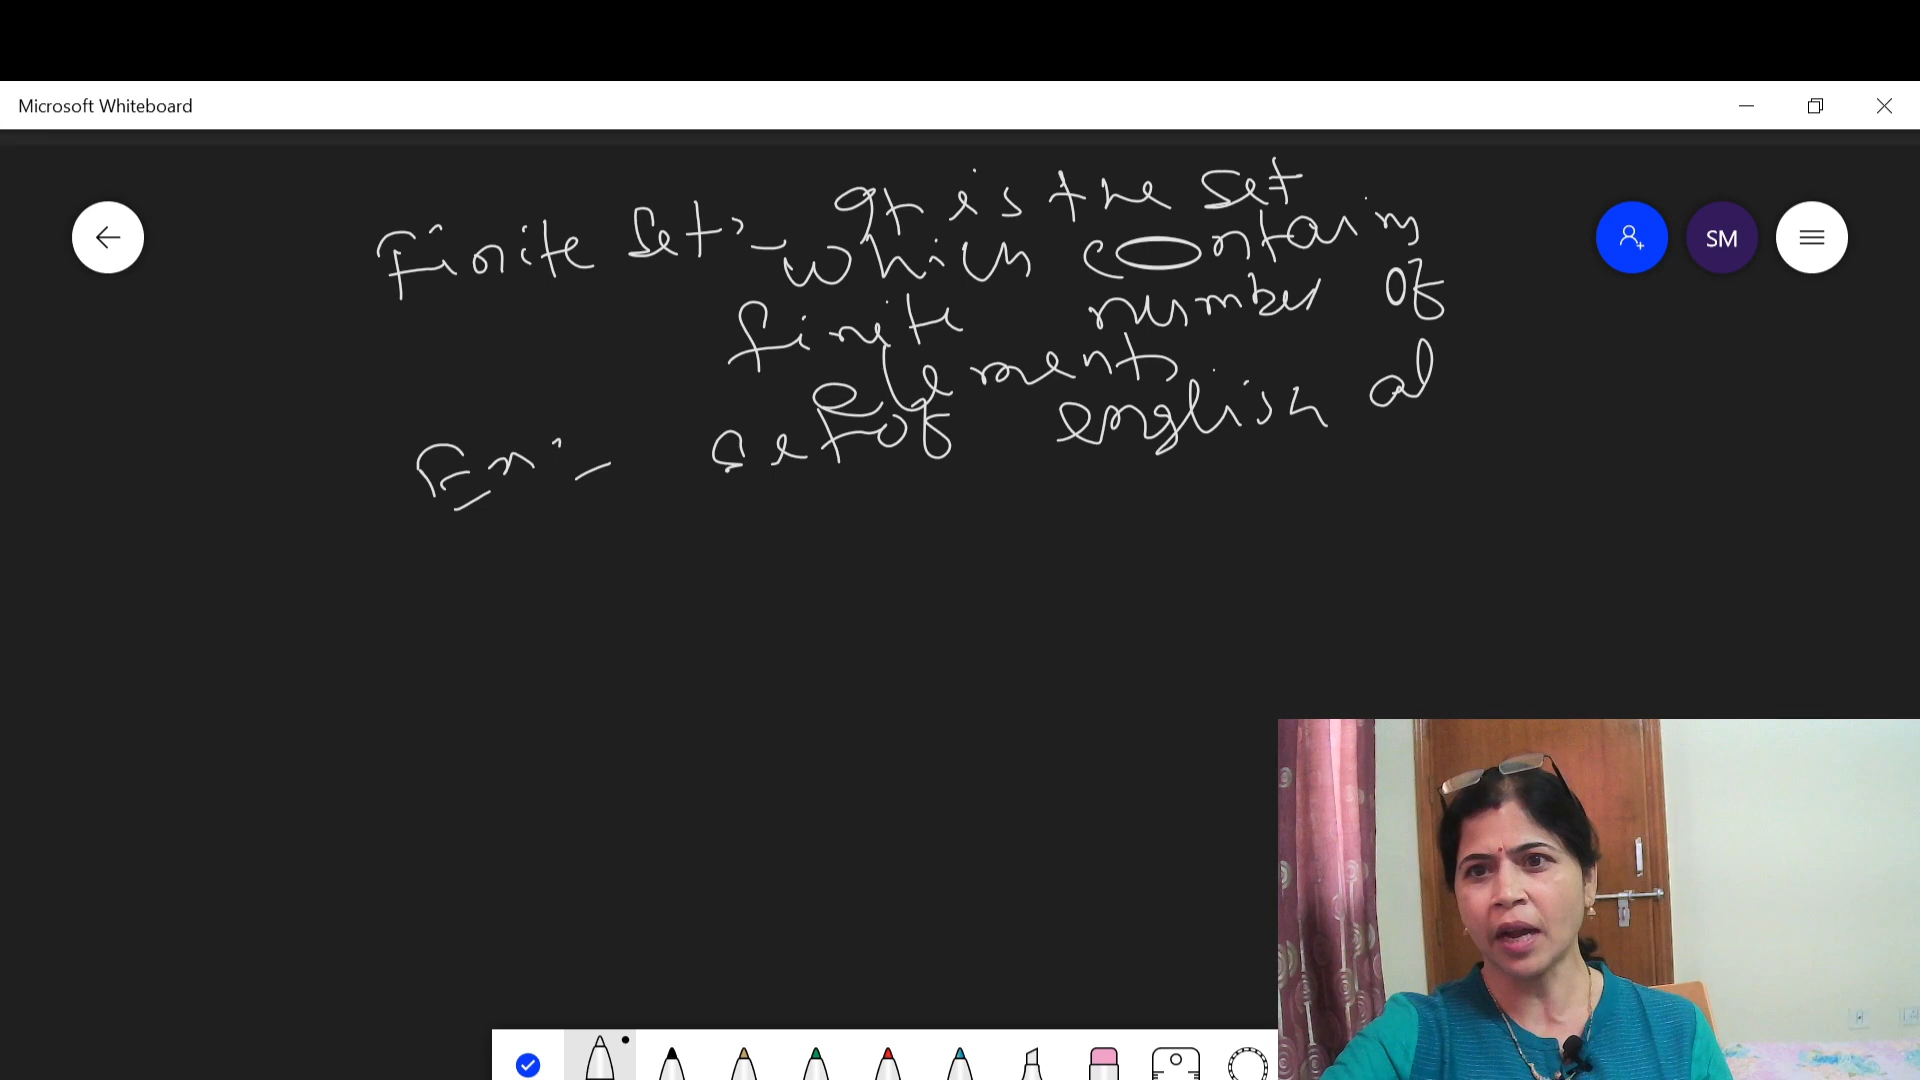 Microsoft Whiteboard
SM
Finite Set:- It is the set
which contains
finite number of
elements
Ex:- set of english al